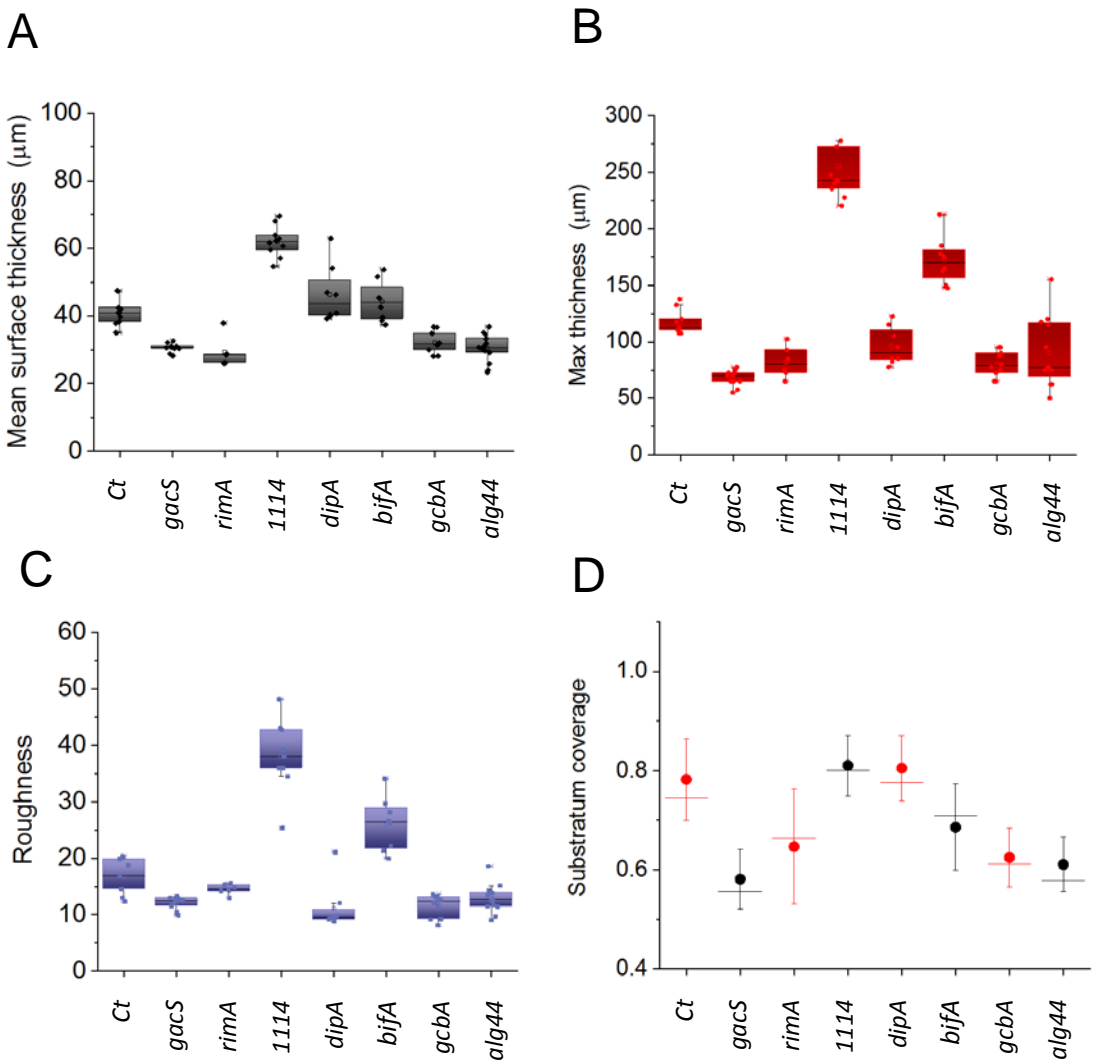 A
Mean surface thickness (μm)
100
80
60
40
20
0
Ct
gacS
rimA
1114
dipA
bifA
gcbA
alg44
B
Max thichness (μm)
300
250
200
150
100
50
0
Ct
gacS
rimA
1114
dipA
bifA
gcbA
alg44
C
Roughness
60
50
40
30
20
10
0
Ct
gacS
rimA
1114
dipA
bifA
gcbA
alg44
D
Substratum coverage
1.0
0.8
0.6
0.4
Ct
gacS
rimA
1114
dipA
bifA
gcbA
alg44